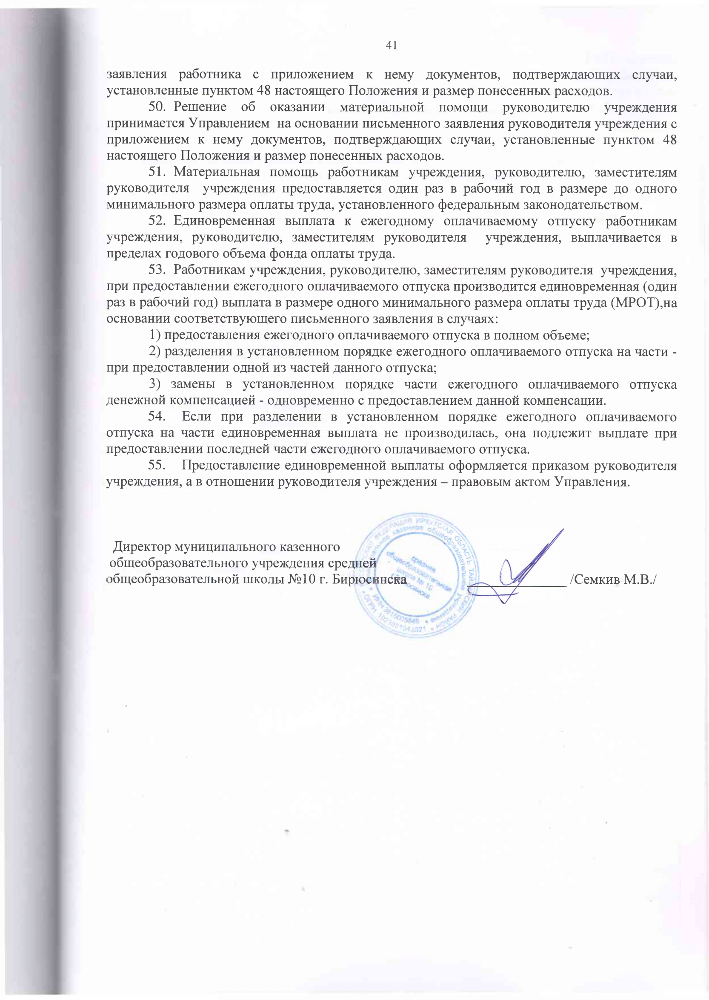 41
заявления работника с приложением к нему документов, подтверждающих случаи,
установленные пунктом 48 настоящего Положения и размер понесенных расходов.
50. Решение об оказании материальной помощи руководителю учреждения
принимается Управлением на основании письменного заявления руководителя учреждения с
приложением к нему документов, подтверждающих случаи, установленные пунктом 48
настоящего Положения и размер понесенных расходов.
51. Материальная помощь работникам учреждения, руководителю, заместителям
руководителя учреждения предоставляется один раз в рабочий год в размере до одного
минимального размера оплаты труда, установленного федеральным законодательством.
52. Единовременная выплата к ежегодному оплачиваемому отпуску работникам
учреждения, руководителю, заместителям руководителя учреждения, выплачивается в
пределах годового объема фонда оплаты труда.
53. Работникам учреждения, руководителю, заместителям руководителя учреждения,
при предоставлении ежегодного оплачиваемого отпуска производится единовременная (один
раз в рабочий год) выплата в размере одного минимального размера оплаты труда (МРОТ),на
основании соответствующего письменного заявления в случаях:
1) предоставления ежегодного оплачиваемого отпуска в полном объеме;
2) разделения в установленном порядке ежегодного оплачиваемого отпуска на части -
при предоставлении одной из частей данного отпуска;
3) замены в установленном порядке части ежегодного оплачиваемого отпуска
денежной компенсацией - одновременно с предоставлением данной компенсации.
54. Если при разделении в установленном порядке ежегодного оплачиваемого
отпуска на части единовременная выплата не производилась, она подлежит выплате при
предоставлении последней части ежегодного оплачиваемого отпуска.
55. Предоставление единовременной выплаты оформляется приказом руководителя
учреждения, а в отношении руководителя учреждения – правовым актом Управления.
Директор муниципального казенного
общеобразовательного учреждения средней
общеобразовательной школы №10 г. Бирюсинска /Семкив М.В./
ФЕДЕРАЦИЯ ИРКУТСКАЯ ОБЛАСТЬ РАЙОН
казенное общеобразовательное учреждение
средняя
общеобразовательная
школа № 10